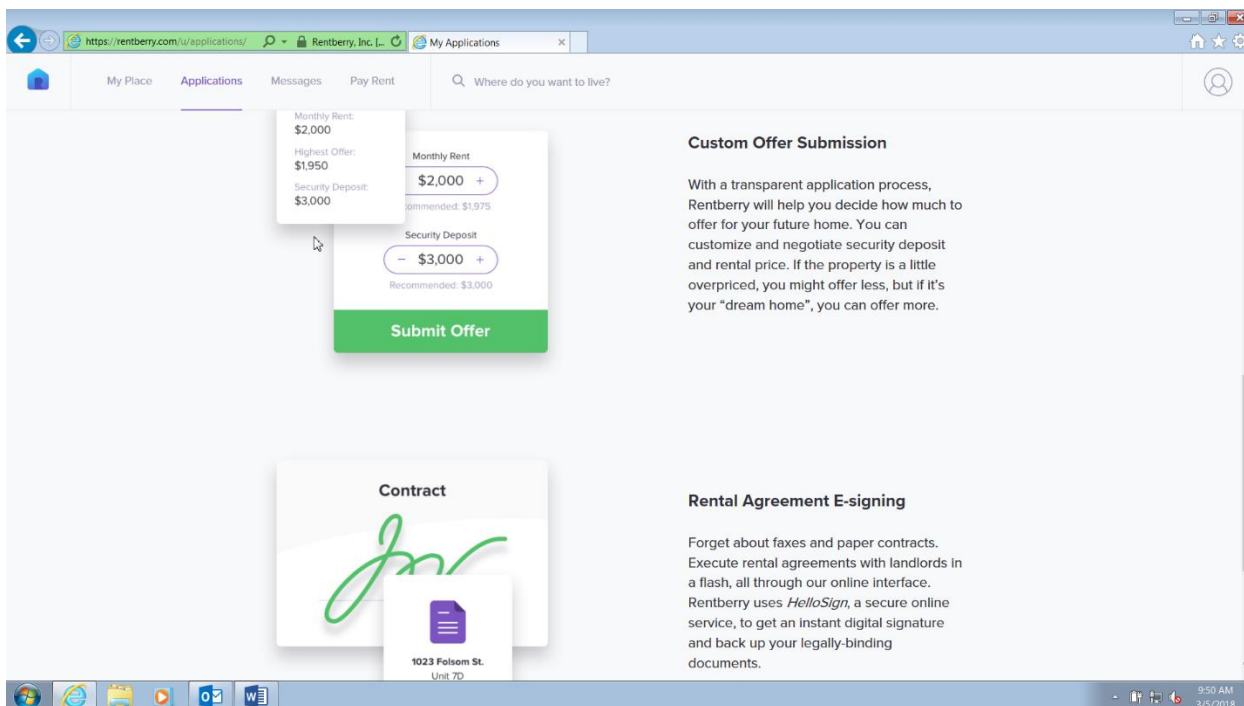 https://rentberry.com/u/applications/
Rentberry, Inc. [...
My Applications
My Place
Applications
Messages
Pay Rent
Where do you want to live?
Monthly Rent:
$2,000
Highest Offer:
$1,950
Security Deposit:
$3,000
Monthly Rent
$2,000 +
commended: $1,975
Security Deposit
− $3,000 +
Recommended: $3,000
Submit Offer
Custom Offer Submission
With a transparent application process,
Rentberry will help you decide how much to
offer for your future home. You can
customize and negotiate security deposit
and rental price. If the property is a little
overpriced, you might offer less, but if it's
your “dream home”, you can offer more.
Contract
1023 Folsom St.
Unit 7D
Rental Agreement E-signing
Forget about faxes and paper contracts.
Execute rental agreements with landlords in
a flash, all through our online interface.
Rentberry uses HelloSign, a secure online
service, to get an instant digital signature
and back up your legally-binding
documents.
9:50 AM
3/5/2018